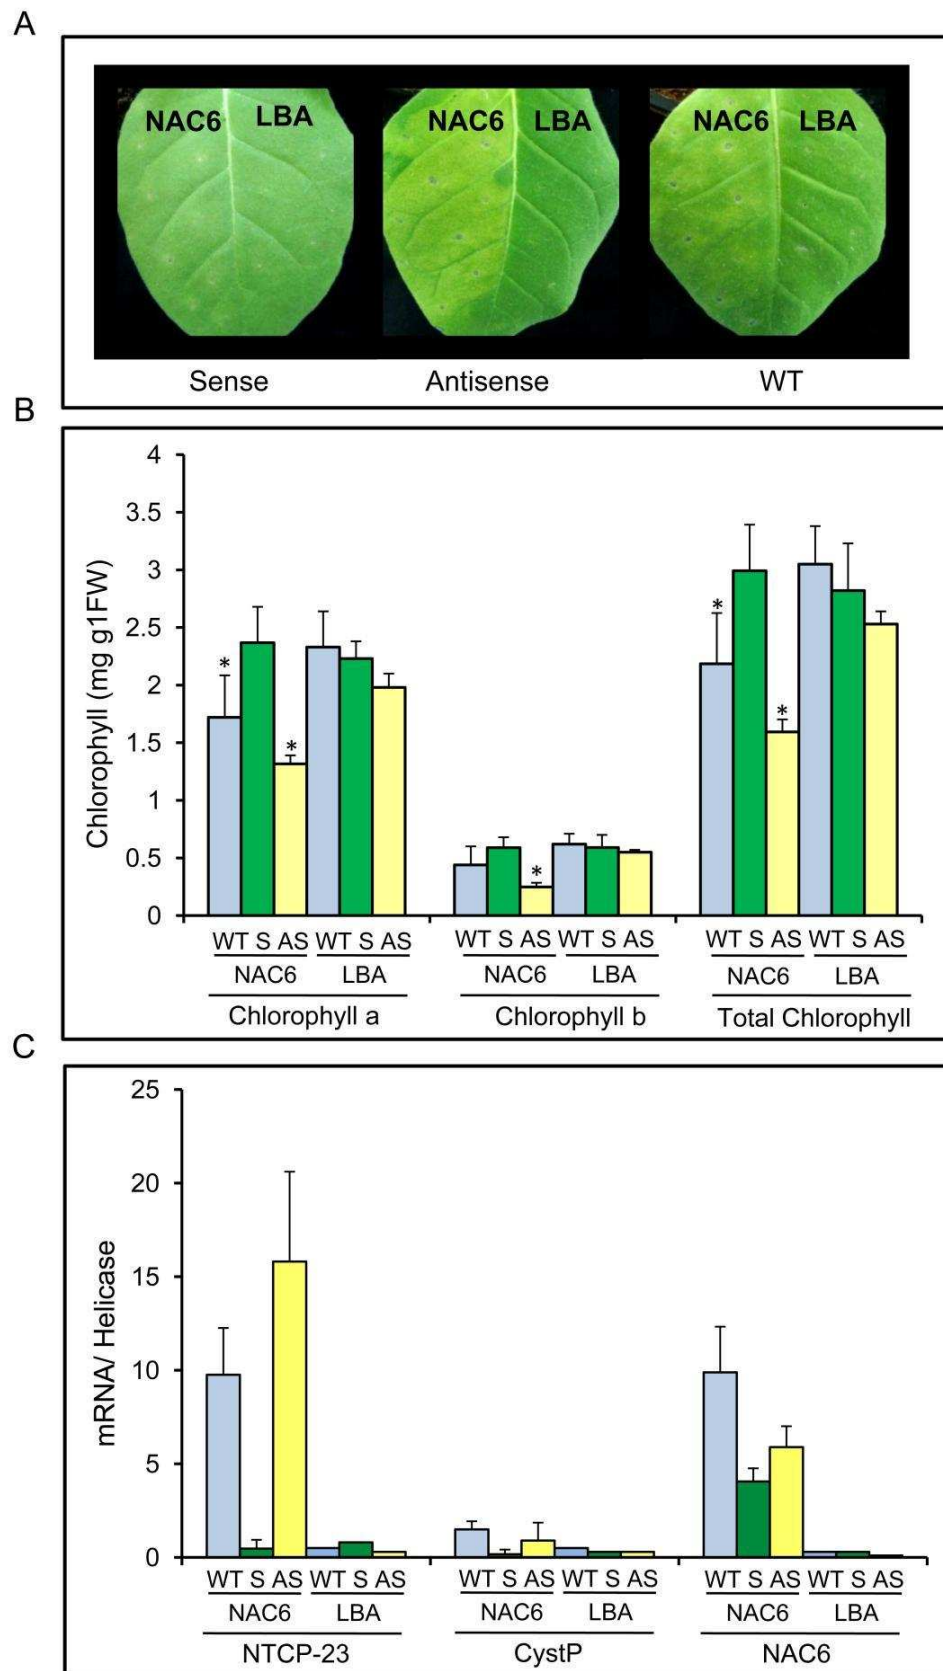 A
NAC6 LBA NAC6 LBA NAC6 LBA
Sense Antisense WT
B
Chlorophyll (mg g1FW)
4
3.5
3
2.5
2
1.5
1
0.5
0
* * * * *
WT S AS WT S AS WT S AS WT S AS WT S AS WT S AS
NAC6 LBA NAC6 LBA NAC6 LBA
Chlorophyll a Chlorophyll b Total Chlorophyll
C
mRNA/ Helicase
25
20
15
10
5
0
WT S AS WT S AS WT S AS WT S AS WT S AS WT S AS
NAC6 LBA NAC6 LBA NAC6 LBA
NTCP-23 CystP NAC6